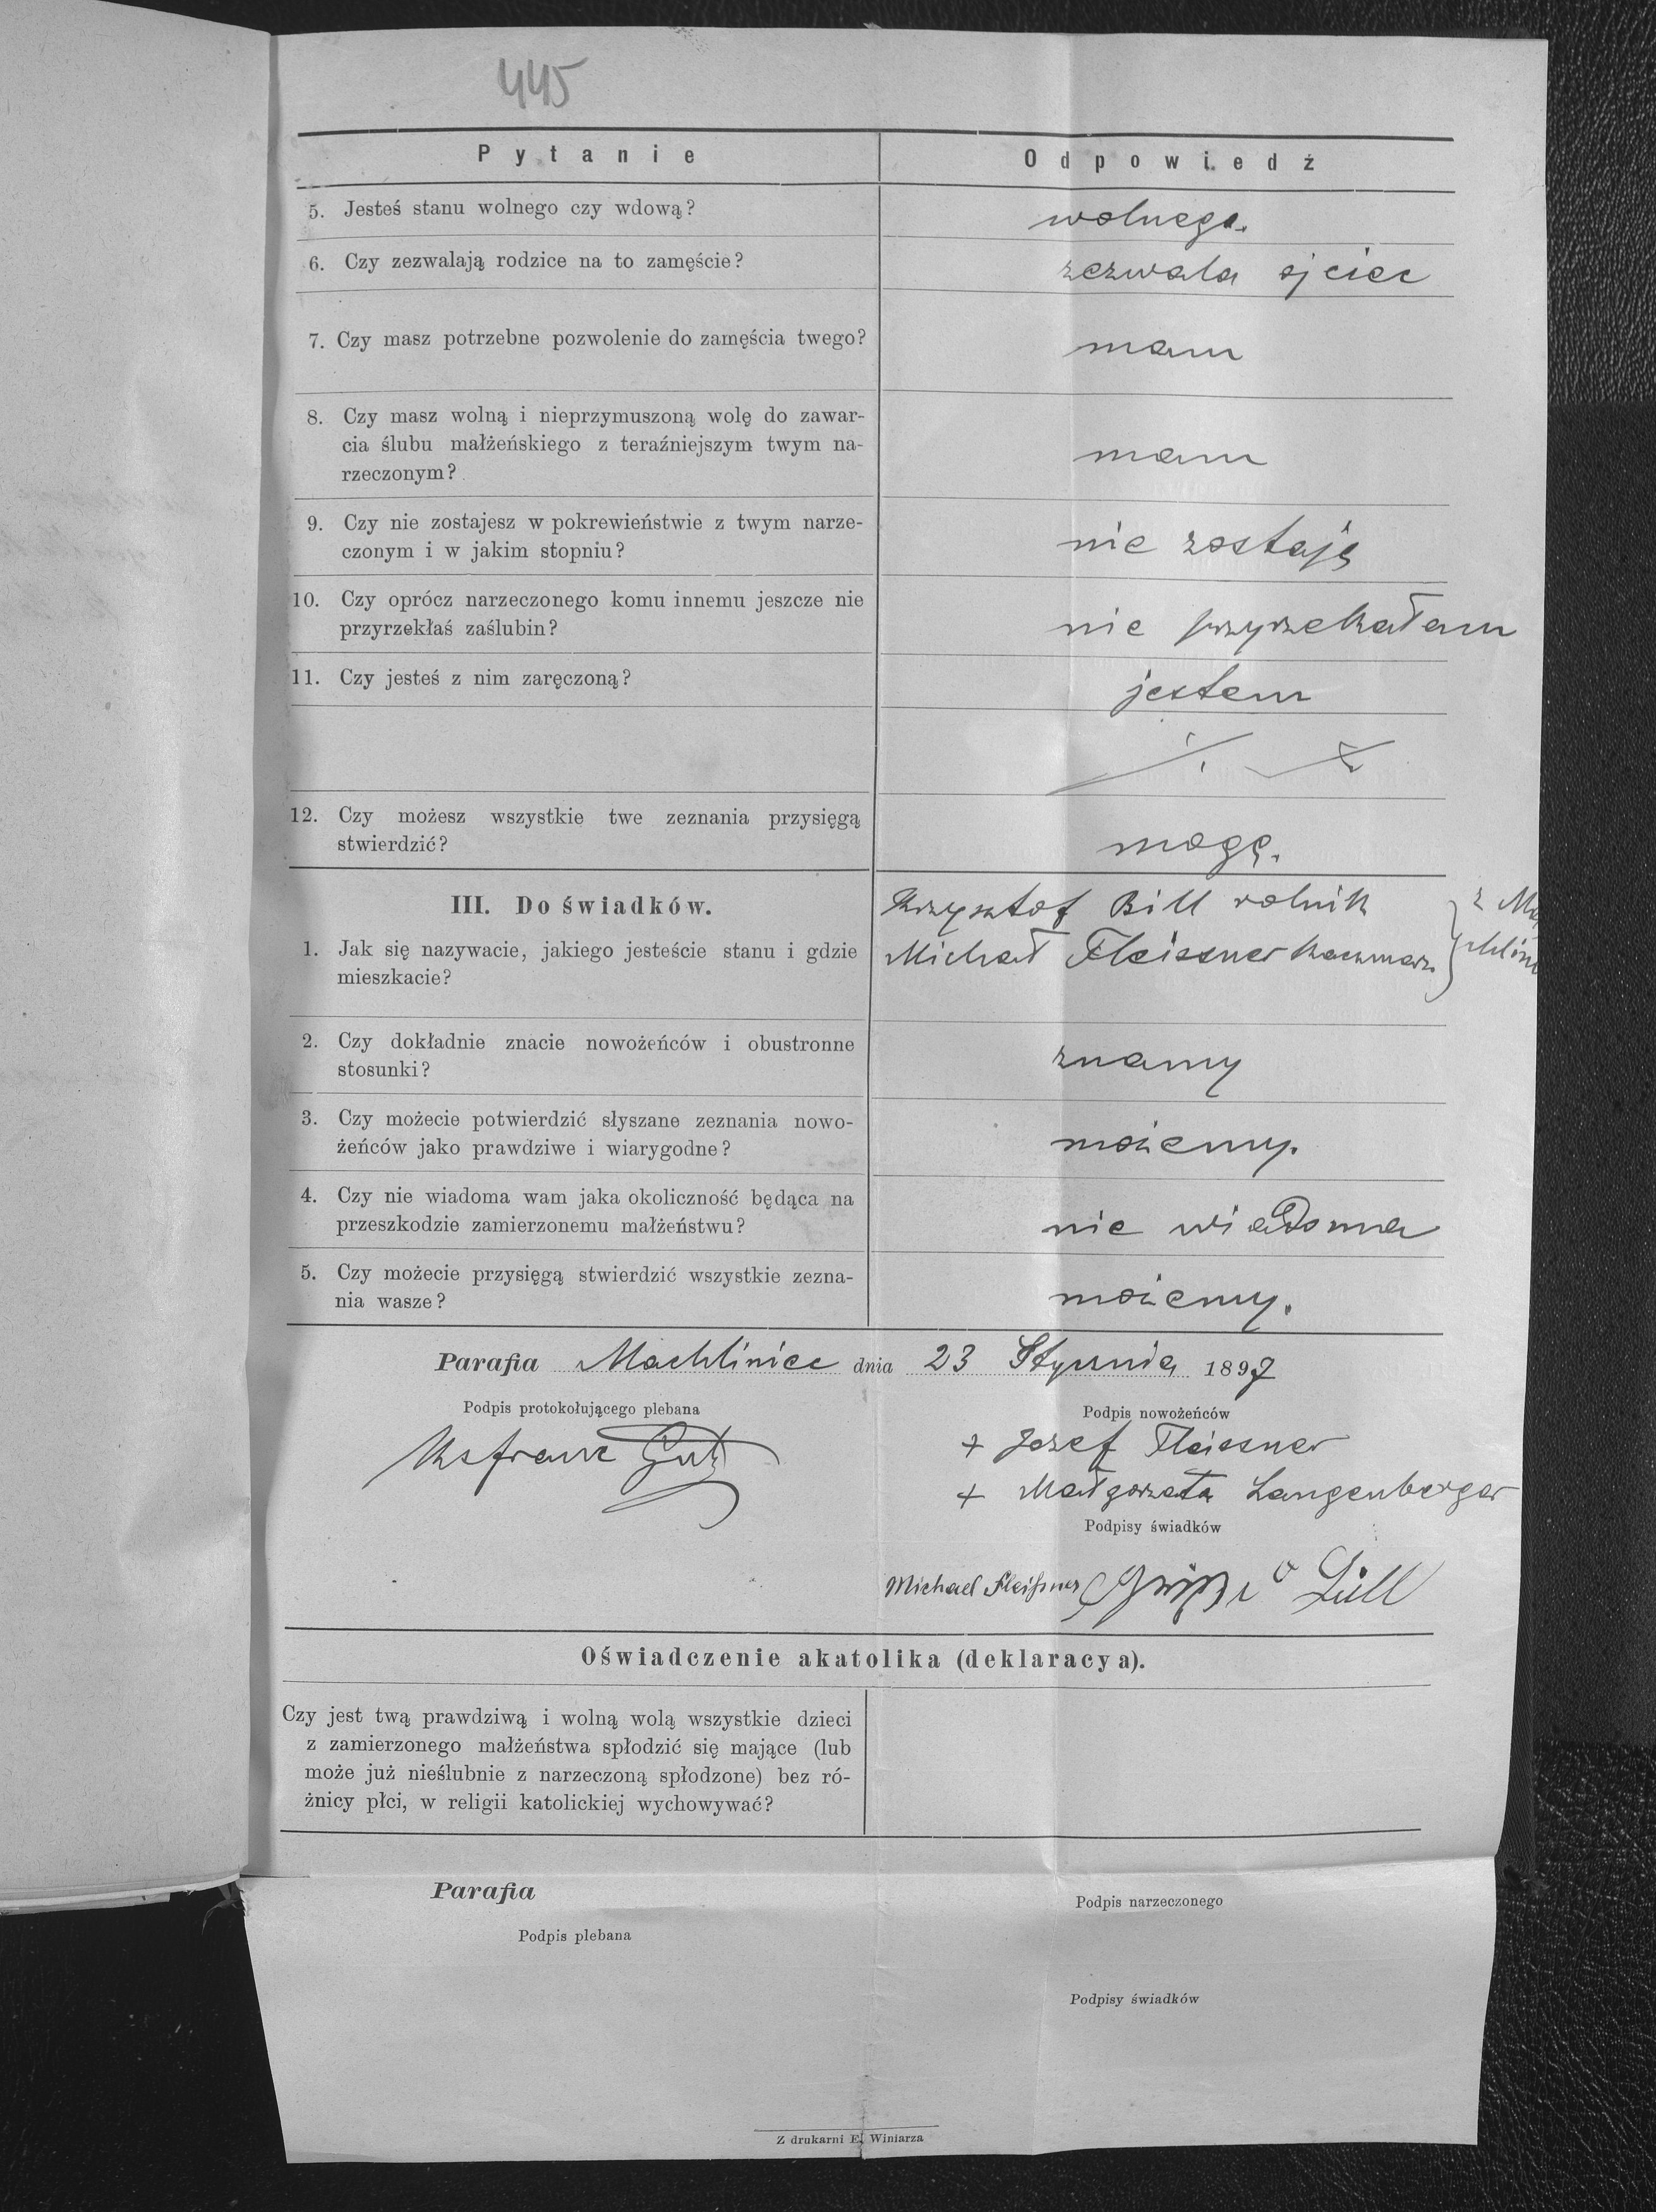 445
Pytanie Odpowiedź
5. Jesteś stanu wolnego czy wdową? wolnego.
6. Czy zezwalają rodzice na to zamęście? zezwala ojciec
7. Czy masz potrzebne pozwolenie do zamęścia twego? mam
8. Czy masz wolną i nieprzymuszoną wolę do zawar-
cia ślubu małżeńskiego z teraźniejszym twym na- mam
rzeczonym?
9. Czy nie zostajesz w pokrewieństwie z twym narze- nie zostaję
czonym i w jakim stopniu?
10. Czy oprócz narzeczonego komu innemu jeszcze nie nie przyrzekałam
przyrzekłaś zaślubin?
11. Czy jesteś z nim zaręczoną? jestem
12. Czy możesz wszystkie twe zeznania przysięgą
stwierdzić? mogę.
III. Do świadków. Krzysztof Bill rolnik } z Ma
1. Jak się nazywacie, jakiego jesteście stanu i gdzie Michał Fleissner kaczmarz
mieszkacie?
2. Czy dokładnie znacie nowożeńców i obustronne znamy
stosunki?
3. Czy możecie potwierdzić słyszane zeznania nowo-
żeńców jako prawdziwe i wiarygodne? możemy.
4. Czy nie wiadoma wam jaka okoliczność będąca na
przeszkodzie zamierzonemu małżeństwu? nie wiadoma
5. Czy możecie przysięgą stwierdzić wszystkie zezna-
nia wasze? możemy.
Parafia Machliniec dnia 23 Stycznia 1897
Podpis protokołującego plebana Podpis nowożeńców
+ Jozef Fleissner
+ Małgorzata Langenberger
Podpisy świadków
Michael Fleißner
Oświadczenie akatolika (deklaracya).
Czy jest twą prawdziwą i wolną wolą wszystkie dzieci
z zamierzonego małżeństwa spłodzić się mające (lub
może już nieślubnie z narzeczoną spłodzone) bez ró-
żnicy płci, w religii katolickiej wychowywać?
Parafia
Podpis narzeczonego
Podpis plebana
Podpisy świadków
Z drukarni E. Winiarza